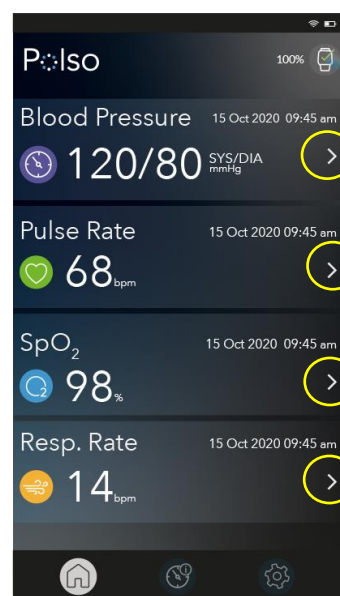 Polso
100%
Blood Pressure 15 Oct 2020 09:45 am
120/80 SYS/DIA
mmHg
Pulse Rate 15 Oct 2020 09:45 am
68 bpm
SpO2 15 Oct 2020 09:45 am
O2 98 %
Resp. Rate 15 Oct 2020 09:45 am
14 bpm